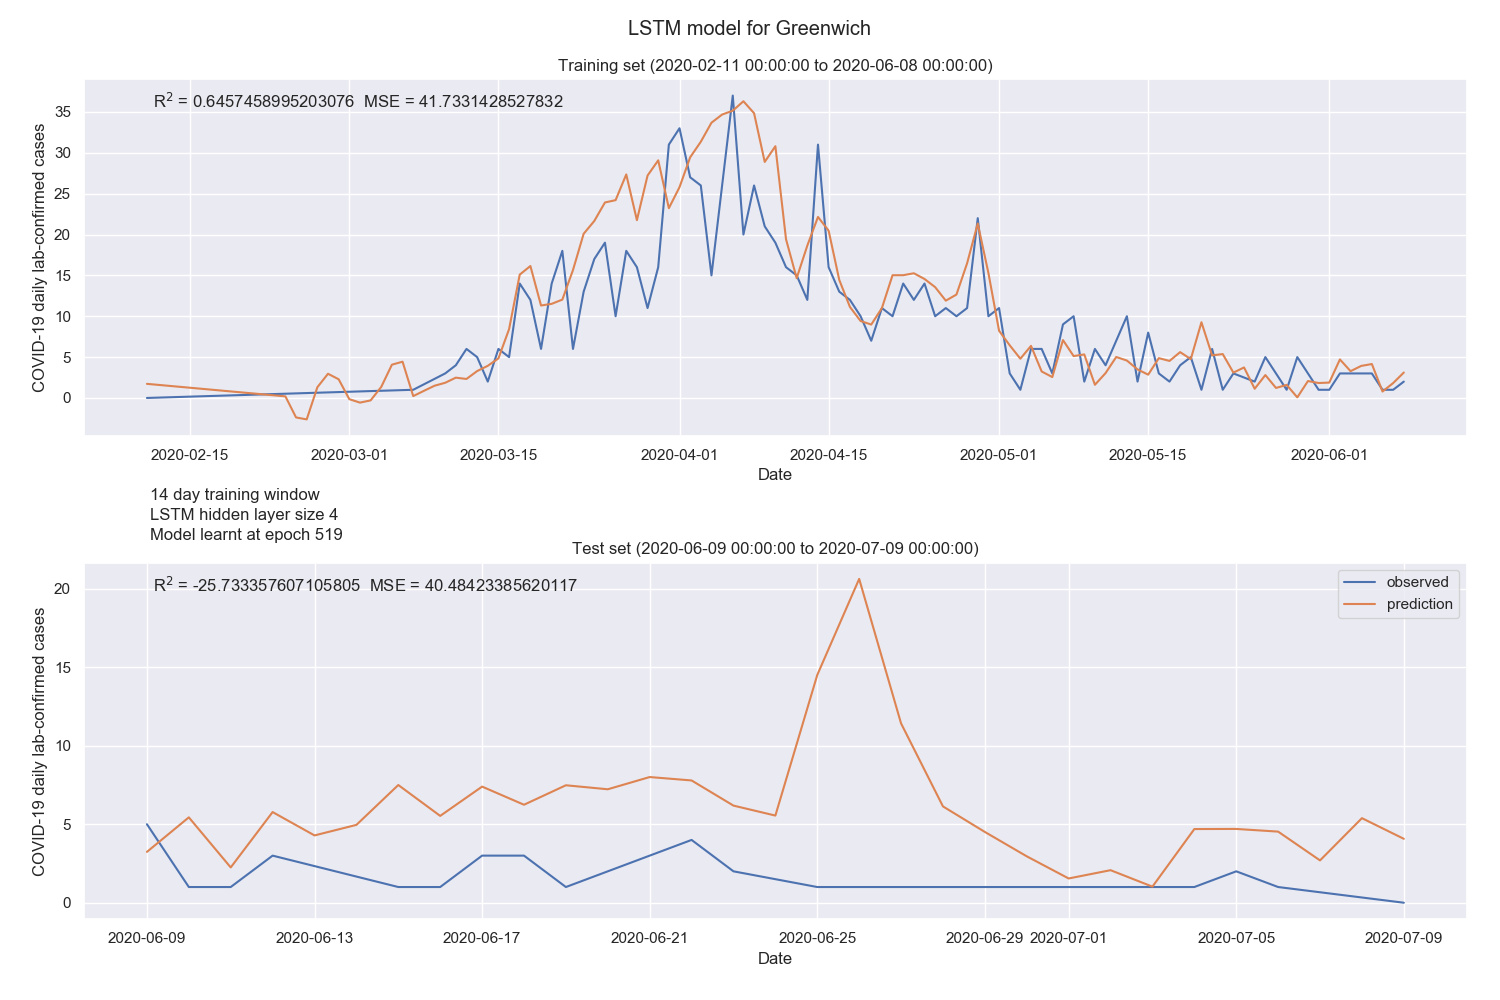 LSTM model for Greenwich
Training set (2020-02-11 00:00:00 to 2020-06-08 00:00:00)
R² = 0.6457458995203076 MSE = 41.7331428527832
COVID-19 daily lab-confirmed cases
35
30
25
20
15
10
5
0
2020-02-15 2020-03-01 2020-03-15 2020-04-01 2020-04-15 2020-05-01 2020-05-15 2020-06-01
Date
14 day training window
LSTM hidden layer size 4
Model learnt at epoch 519
Test set (2020-06-09 00:00:00 to 2020-07-09 00:00:00)
R² = -25.733357607105805 MSE = 40.48423385620117
observed
prediction
COVID-19 daily lab-confirmed cases
20
15
10
5
0
2020-06-09 2020-06-13 2020-06-17 2020-06-21 2020-06-25 2020-06-29 2020-07-01 2020-07-05 2020-07-09
Date